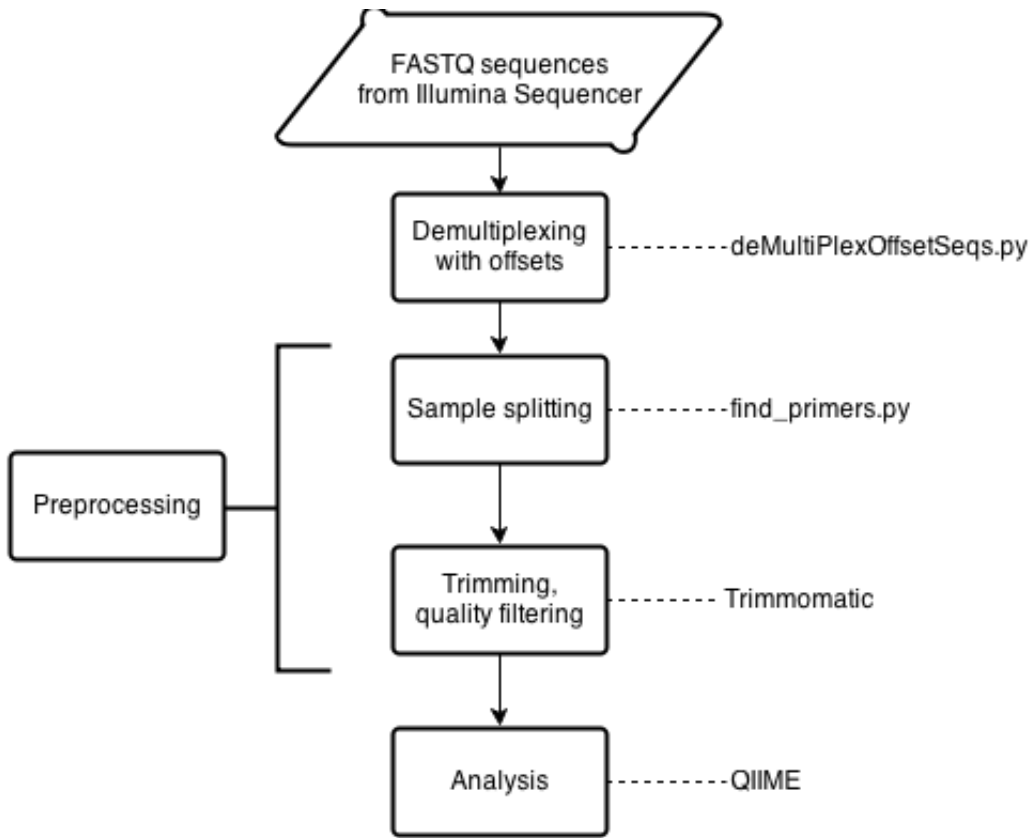 FASTQ sequences
from Illumina Sequencer
Demultiplexing
with offsets
deMultiPlexOffsetSeqs.py
Sample splitting
find_primers.py
Preprocessing
Trimming,
quality filtering
Trimmomatic
Analysis
QIIME